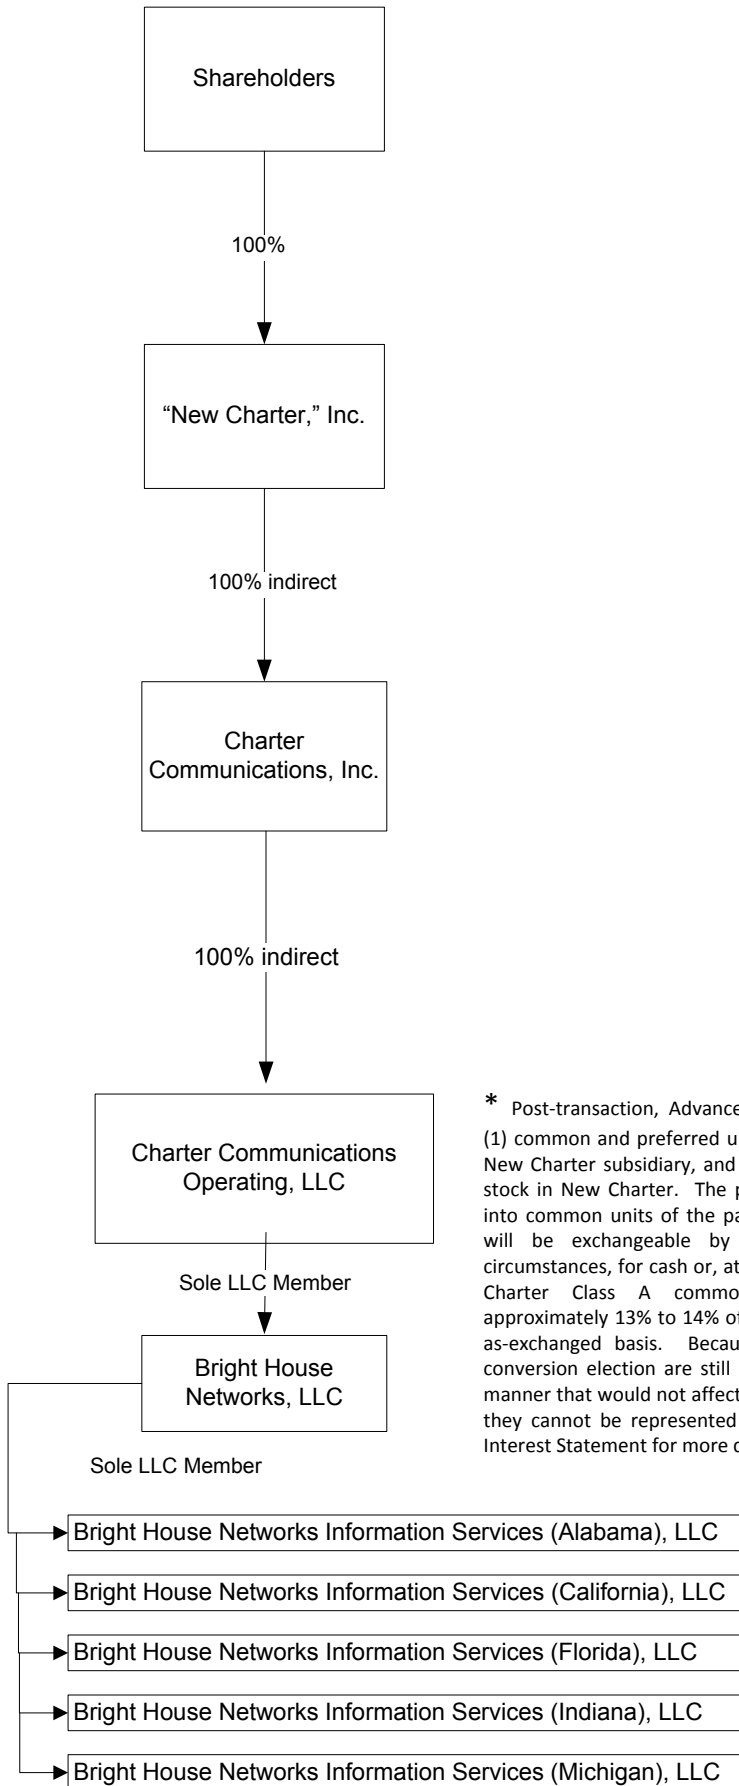 Shareholders
100%
“New Charter,” Inc.
100% indirect
Charter
Communications, Inc.
100% indirect
Charter Communications
Operating, LLC
Sole LLC Member
Bright House
Networks, LLC
Sole LLC Member
* Post-transaction, Advance
(1) common and preferred
New Charter subsidiary, and
stock in New Charter. The
into common units of the
will be exchangeable by
circumstances, for cash or, at
Charter Class A
approximately 13% to 14% of
as-exchanged basis.
conversion election are still
manner that would not affect
they cannot be represented
Interest Statement for more
Bright House Networks Information Services (Alabama), LLC
Bright House Networks Information Services (California), LLC
Bright House Networks Information Services (Florida), LLC
Bright House Networks Information Services (Indiana), LLC
Bright House Networks Information Services (Michigan), LLC